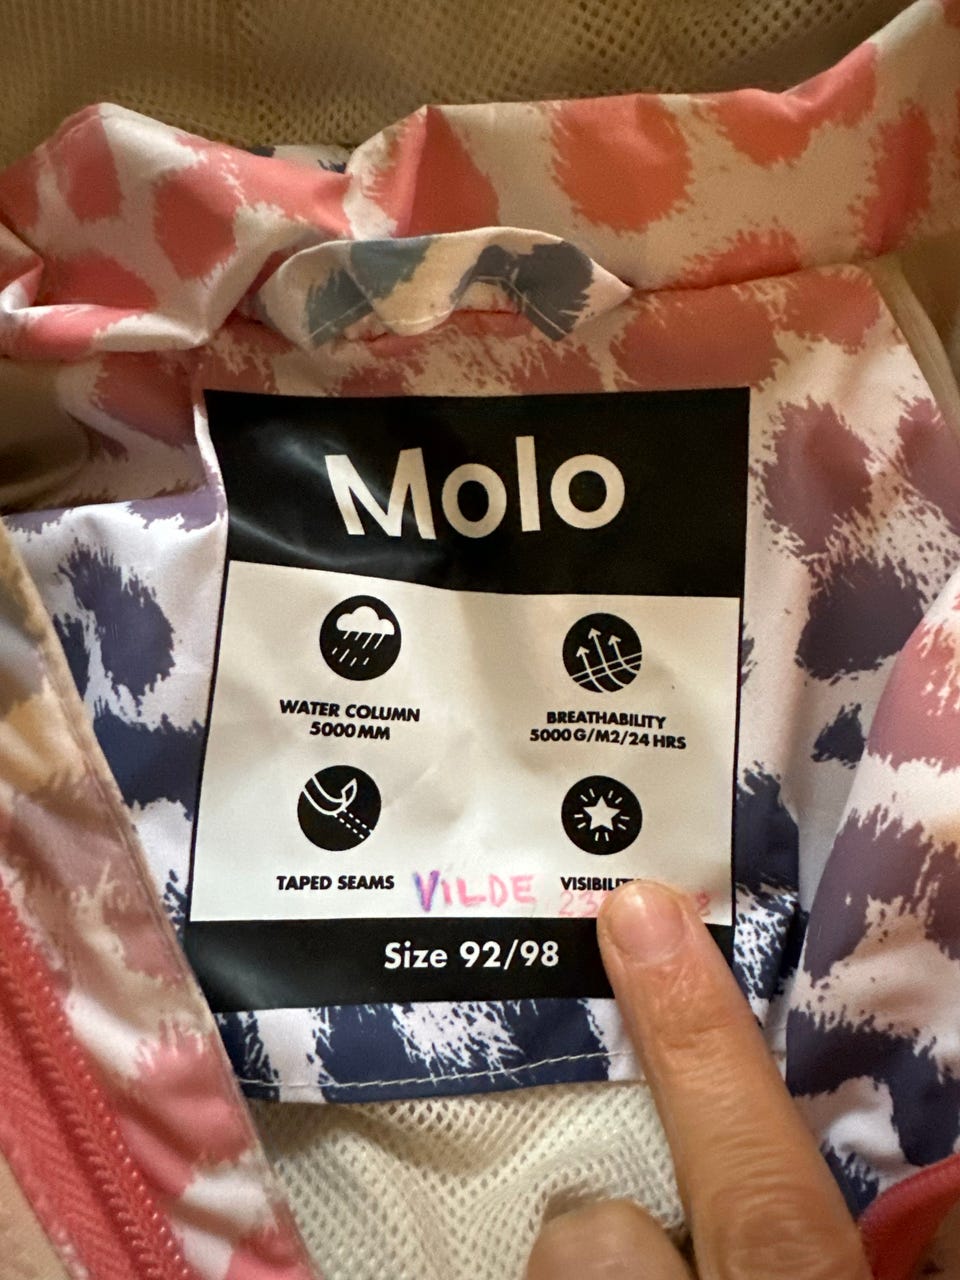 Molo
WATER COLUMN
5000 MM
BREATHABILITY
5000 G/M2/24 HRS
TAPED SEAMS
VILDE
Size 92/98